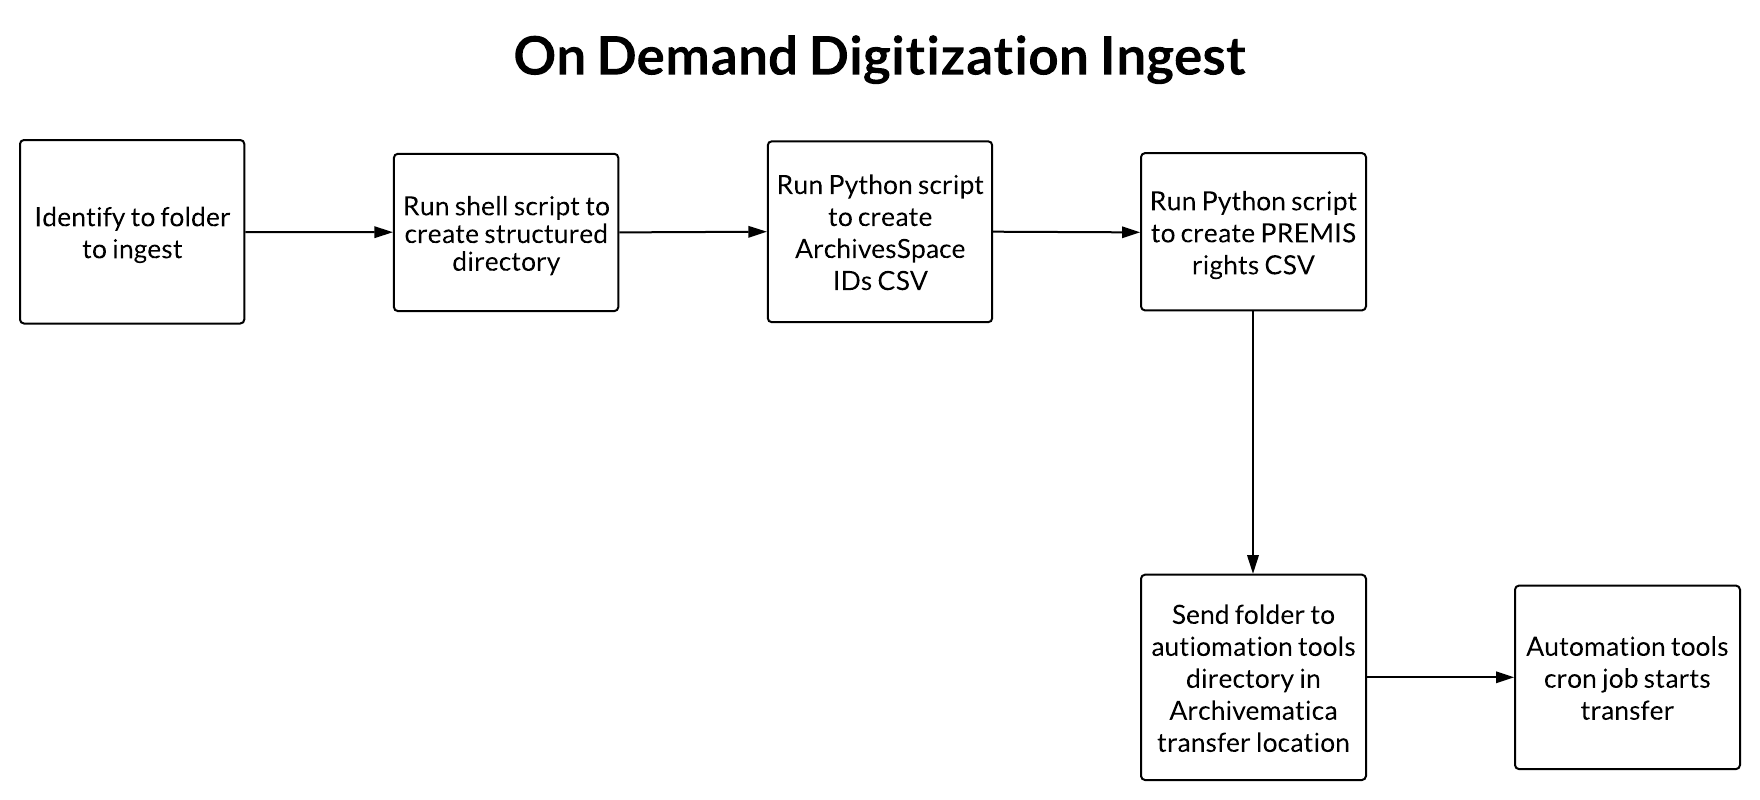 On Demand Digitization Ingest
Identify to folder
to ingest
Run shell script to
create structured
directory
Run Python script
to create
ArchivesSpace
IDs CSV
Run Python script
to create PREMIS
rights CSV
Send folder to
autiomation tools
directory in
Archivematica
transfer location
Automation tools
cron job starts
transfer